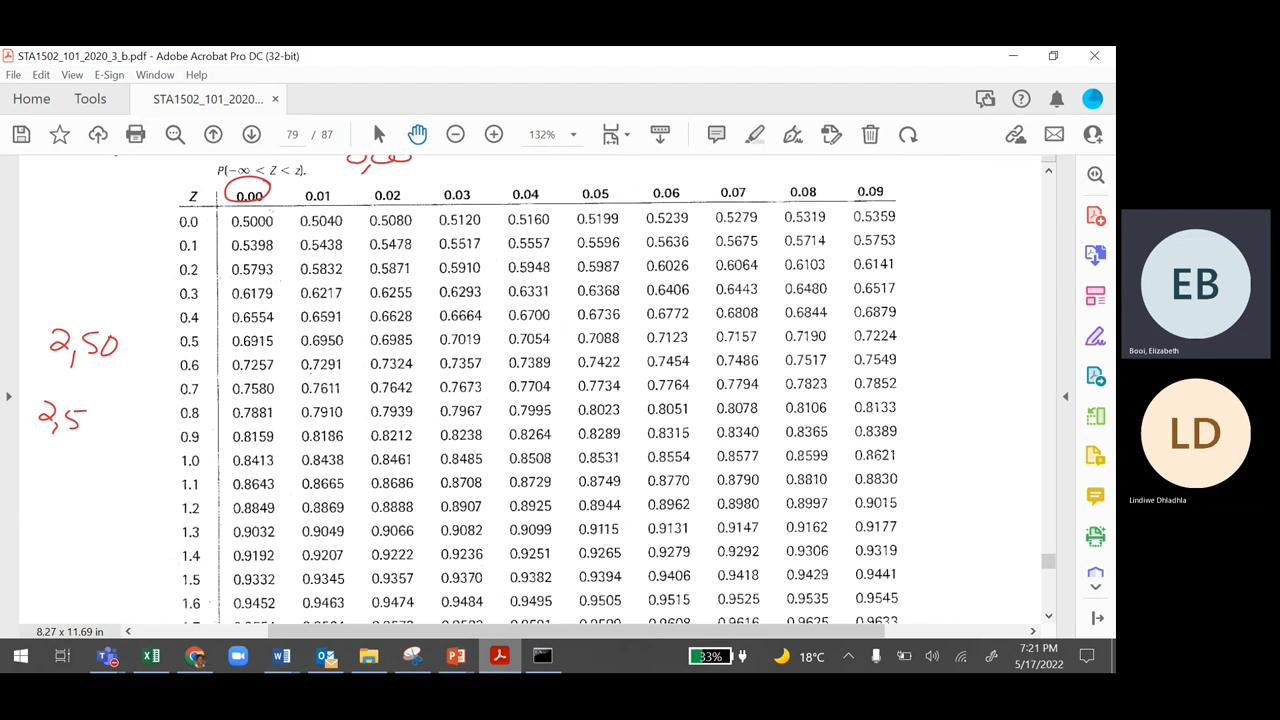 STA1502_101_2020_3_b.pdf - Adobe Acrobat Pro DC (32-bit)
File Edit View E-Sign Window Help
Home Tools STA1502_101_2020... ×
79 / 87 132%
P(-∞ < Z < z).
Z 0.00 0.01 0.02 0.03 0.04 0.05 0.06 0.07 0.08 0.09
0.0 0.5000 0.5040 0.5080 0.5120 0.5160 0.5199 0.5239 0.5279 0.5319 0.5359
0.1 0.5398 0.5438 0.5478 0.5517 0.5557 0.5596 0.5636 0.5675 0.5714 0.5753
0.2 0.5793 0.5832 0.5871 0.5910 0.5948 0.5987 0.6026 0.6064 0.6103 0.6141
0.3 0.6179 0.6217 0.6255 0.6293 0.6331 0.6368 0.6406 0.6443 0.6480 0.6517
0.4 0.6554 0.6591 0.6628 0.6664 0.6700 0.6736 0.6772 0.6808 0.6844 0.6879
2,50
0.5 0.6915 0.6950 0.6985 0.7019 0.7054 0.7088 0.7123 0.7157 0.7190 0.7224
0.6 0.7257 0.7291 0.7324 0.7357 0.7389 0.7422 0.7454 0.7486 0.7517 0.7549
0.7 0.7580 0.7611 0.7642 0.7673 0.7704 0.7734 0.7764 0.7794 0.7823 0.7852
2,5
0.8 0.7881 0.7910 0.7939 0.7967 0.7995 0.8023 0.8051 0.8078 0.8106 0.8133
0.9 0.8159 0.8186 0.8212 0.8238 0.8264 0.8289 0.8315 0.8340 0.8365 0.8389
1.0 0.8413 0.8438 0.8461 0.8485 0.8508 0.8531 0.8554 0.8577 0.8599 0.8621
1.1 0.8643 0.8665 0.8686 0.8708 0.8729 0.8749 0.8770 0.8790 0.8810 0.8830
1.2 0.8849 0.8869 0.8888 0.8907 0.8925 0.8944 0.8962 0.8980 0.8997 0.9015
1.3 0.9032 0.9049 0.9066 0.9082 0.9099 0.9115 0.9131 0.9147 0.9162 0.9177
1.4 0.9192 0.9207 0.9222 0.9236 0.9251 0.9265 0.9279 0.9292 0.9306 0.9319
1.5 0.9332 0.9345 0.9357 0.9370 0.9382 0.9394 0.9406 0.9418 0.9429 0.9441
1.6 0.9452 0.9463 0.9474 0.9484 0.9495 0.9505 0.9515 0.9525 0.9535 0.9545
8.27 x 11.69 in
EB
Booi, Elizabeth
LD
Lindiwe Dhladhla
33% 18°C 7:21 PM
5/17/2022